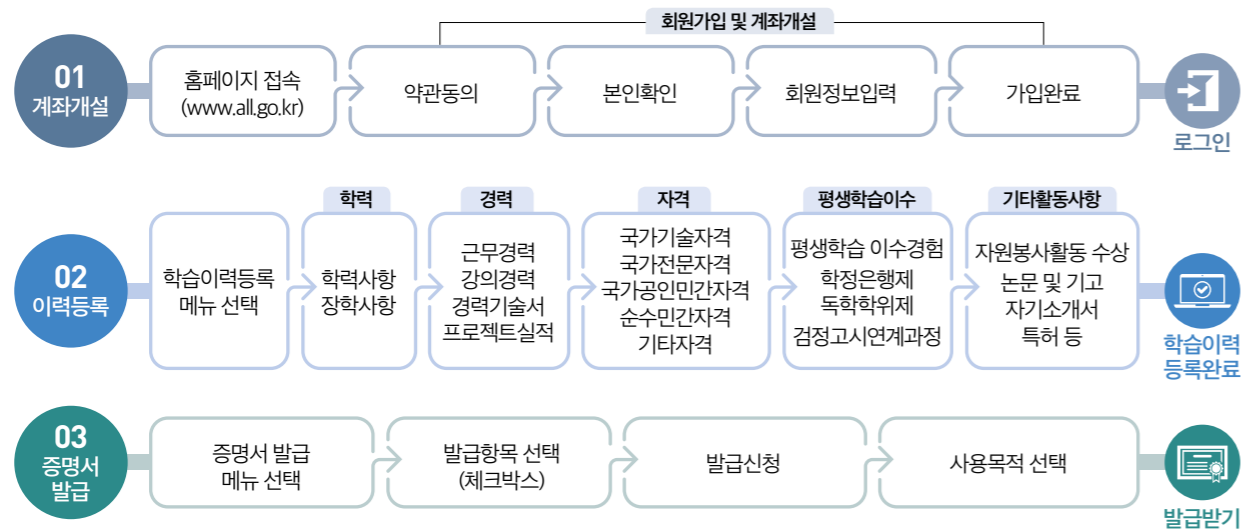 회원가입 및 계좌개설
01
계좌개설
홈페이지 접속
(www.all.go.kr)
약관동의
본인확인
회원정보입력
가입완료
로그인
02
이력등록
학습이력등록
메뉴 선택
학력
학력사항
장학사항
경력
근무경력
강의경력
경력기술서
프로젝트실적
자격
국가기술자격
국가전문자격
국가공인민간자격
순수민간자격
기타자격
평생학습이수
평생학습 이수경험
학정은행제
독학학위제
검정고시연계과정
기타활동사항
자원봉사활동 수상
논문 및 기고
자기소개서
특허 등
학습이력
등록완료
03
증명서
발급
증명서 발급
메뉴 선택
발급항목 선택
(체크박스)
발급신청
사용목적 선택
발급받기